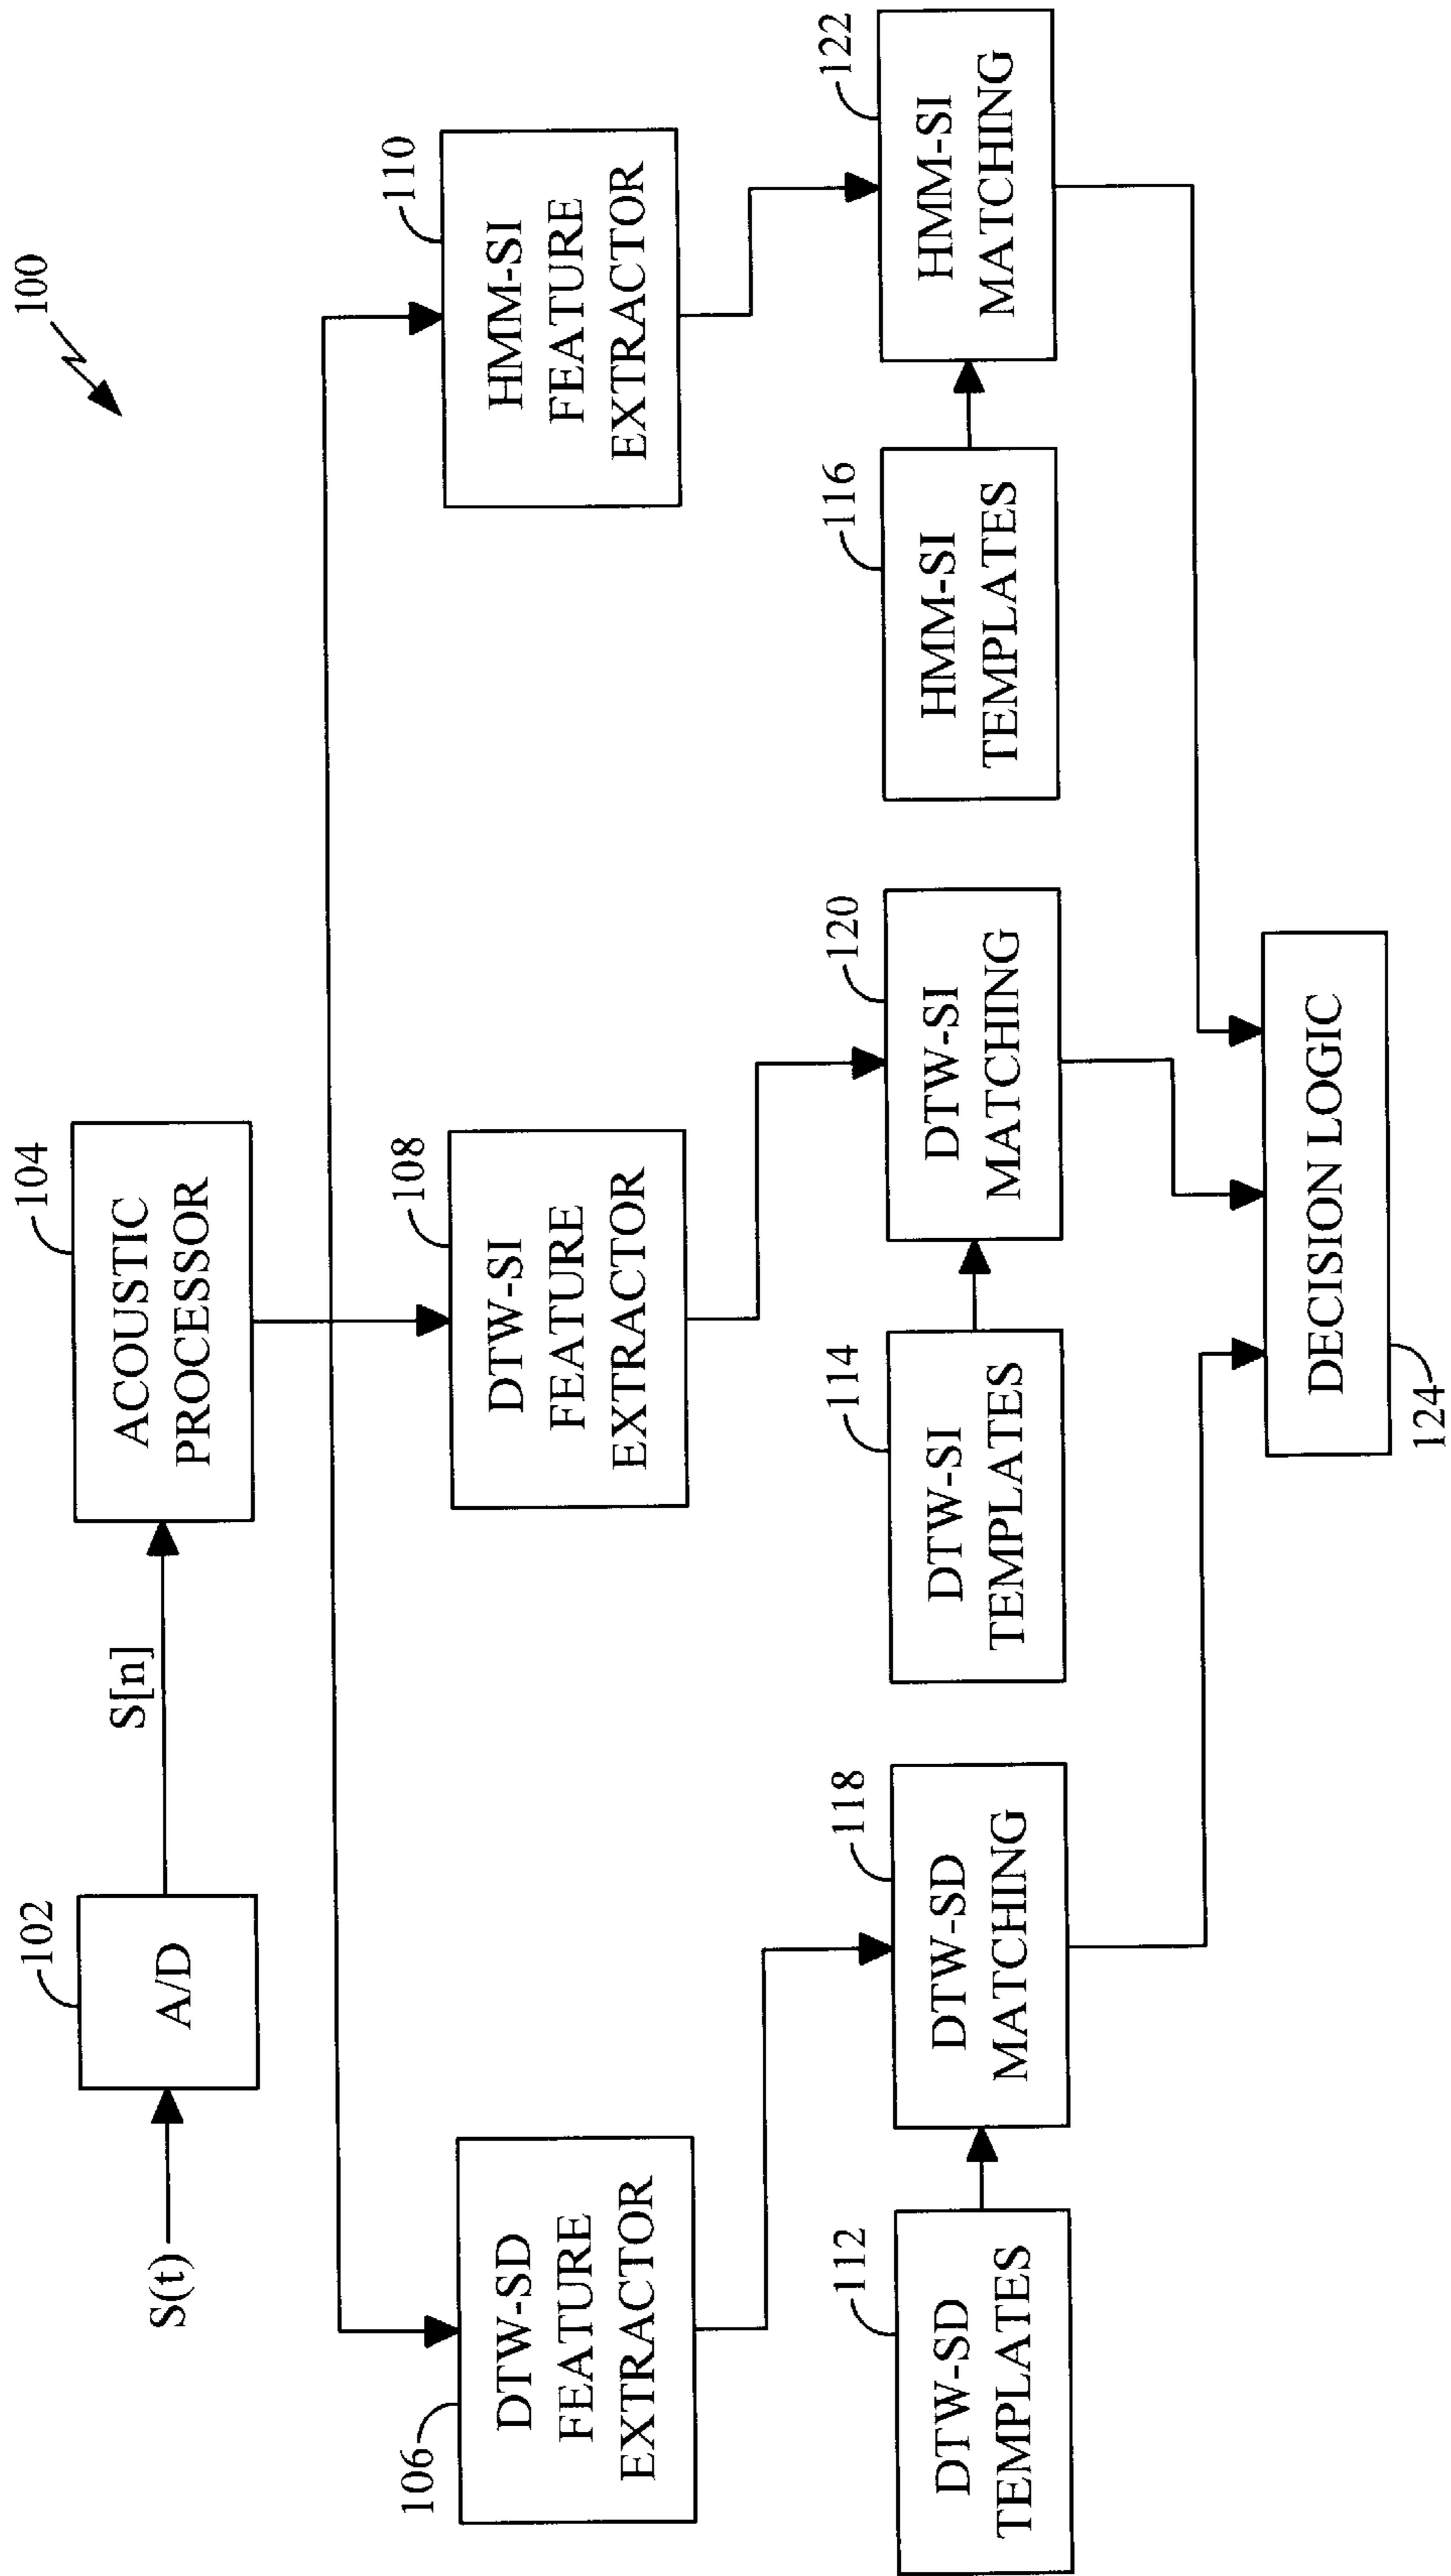 100
102
104
S(t)
A/D
S[n]
ACOUSTIC
PROCESSOR
106
DTW-SD
FEATURE
EXTRACTOR
108
DTW-SI
FEATURE
EXTRACTOR
110
HMM-SI
FEATURE
EXTRACTOR
112
DTW-SD
TEMPLATES
118
DTW-SD
MATCHING
114
DTW-SI
TEMPLATES
120
DTW-SI
MATCHING
116
HMM-SI
TEMPLATES
122
HMM-SI
MATCHING
DECISION LOGIC
124